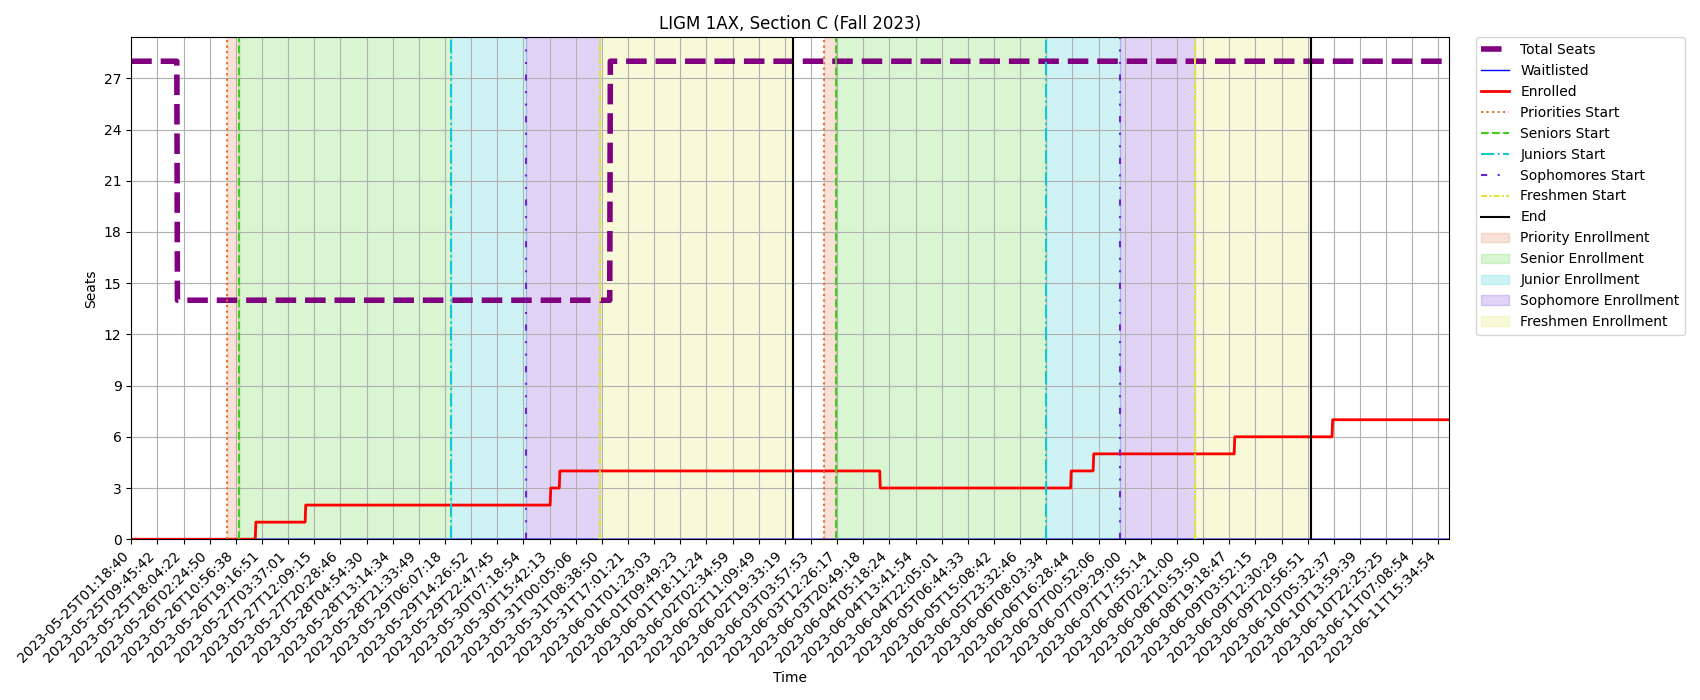 LIGM 1AX, Section C (Fall 2023)
Seats
27
24
21
18
15
12
9
6
3
0
2023-05-25T01:18:40
2023-05-25T09:45:42
2023-05-25T18:04:22
2023-05-26T02:24:50
2023-05-26T10:56:38
2023-05-26T19:16:51
2023-05-27T03:37:01
2023-05-27T12:09:15
2023-05-27T20:28:46
2023-05-28T04:54:30
2023-05-28T13:14:34
2023-05-28T21:33:49
2023-05-29T06:07:18
2023-05-29T14:26:52
2023-05-29T22:47:45
2023-05-30T07:18:54
2023-05-30T15:42:13
2023-05-31T00:05:06
2023-05-31T08:38:50
2023-05-31T17:01:21
2023-06-01T01:23:03
2023-06-01T09:49:23
2023-06-01T18:11:24
2023-06-02T02:34:59
2023-06-02T11:09:49
2023-06-02T19:33:19
2023-06-03T03:57:53
2023-06-03T12:26:17
2023-06-03T20:49:18
2023-06-04T05:18:24
2023-06-04T13:41:54
2023-06-04T22:05:01
2023-06-05T06:44:33
2023-06-05T15:08:42
2023-06-05T23:32:46
2023-06-06T08:03:34
2023-06-06T16:28:44
2023-06-07T00:52:06
2023-06-07T09:29:00
2023-06-07T17:55:14
2023-06-08T02:21:00
2023-06-08T10:53:50
2023-06-08T19:18:47
2023-06-09T03:52:15
2023-06-09T12:30:29
2023-06-09T20:56:51
2023-06-10T05:32:37
2023-06-10T13:59:39
2023-06-10T22:25:25
2023-06-11T07:08:54
2023-06-11T15:34:54
Time
Total Seats
Waitlisted
Enrolled
Priorities Start
Seniors Start
Juniors Start
Sophomores Start
Freshmen Start
End
Priority Enrollment
Senior Enrollment
Junior Enrollment
Sophomore Enrollment
Freshmen Enrollment